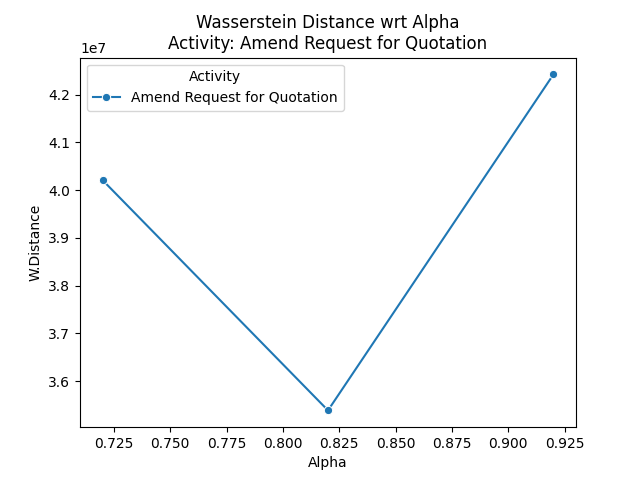 Wasserstein Distance wrt Alpha
Activity: Amend Request for Quotation
1e7
Activity
Amend Request for Quotation
4.2
4.1
4.0
3.9
3.8
3.7
3.6
W.Distance
0.725 0.750 0.775 0.800 0.825 0.850 0.875 0.900 0.925
Alpha